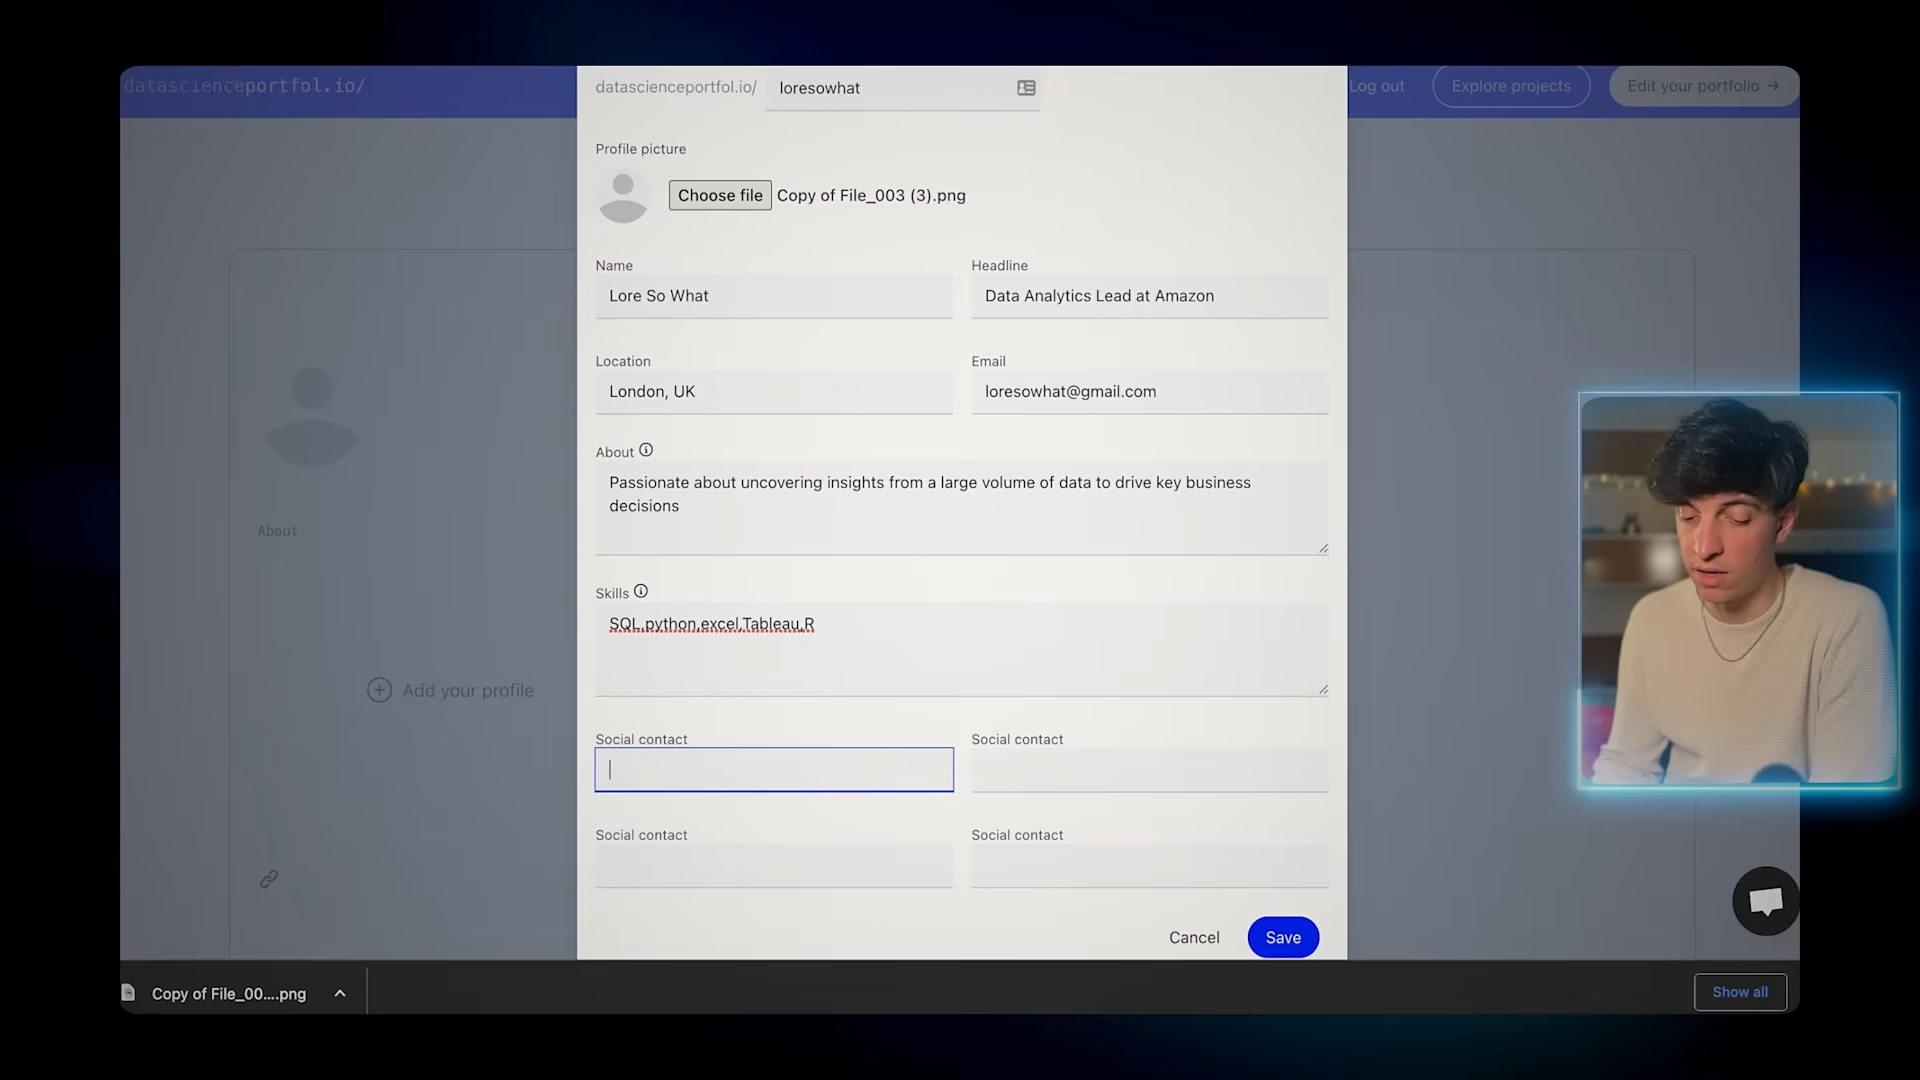 datascienceportfol.io/
datascienceportfol.io/ loresowhat
Log out
Explore projects
Edit your portfolio →
Profile picture
Choose file Copy of File_003 (3).png
Name
Headline
Lore So What
Data Analytics Lead at Amazon
Location
Email
London, UK
loresowhat@gmail.com
About
Passionate about uncovering insights from a large volume of data to drive key business
decisions
About
Skills
SQL,python,excel,Tableau,R
Add your profile
Social contact
Social contact
Social contact
Social contact
Cancel
Save
Copy of File_00....png
Show all